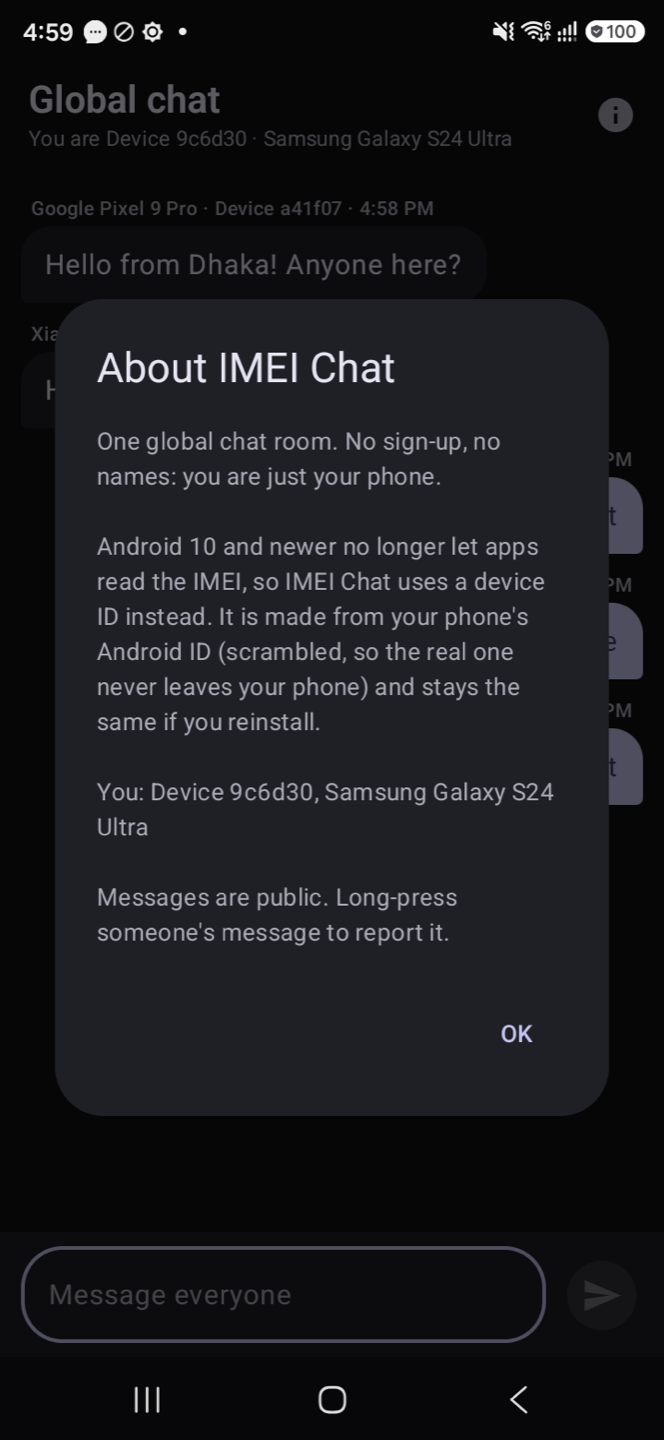 4:59
6
100
Global chat
You are Device 9c6d30 · Samsung Galaxy S24 Ultra
Google Pixel 9 Pro · Device a41f07 · 4:58 PM
Hello from Dhaka! Anyone here?
About IMEI Chat
One global chat room. No sign-up, no
names: you are just your phone.
PM
Android 10 and newer no longer let apps
read the IMEI, so IMEI Chat uses a device
ID instead. It is made from your phone's
Android ID (scrambled, so the real one
never leaves your phone) and stays the
same if you reinstall.
You: Device 9c6d30, Samsung Galaxy S24
Ultra
Messages are public. Long-press
someone's message to report it.
OK
Message everyone